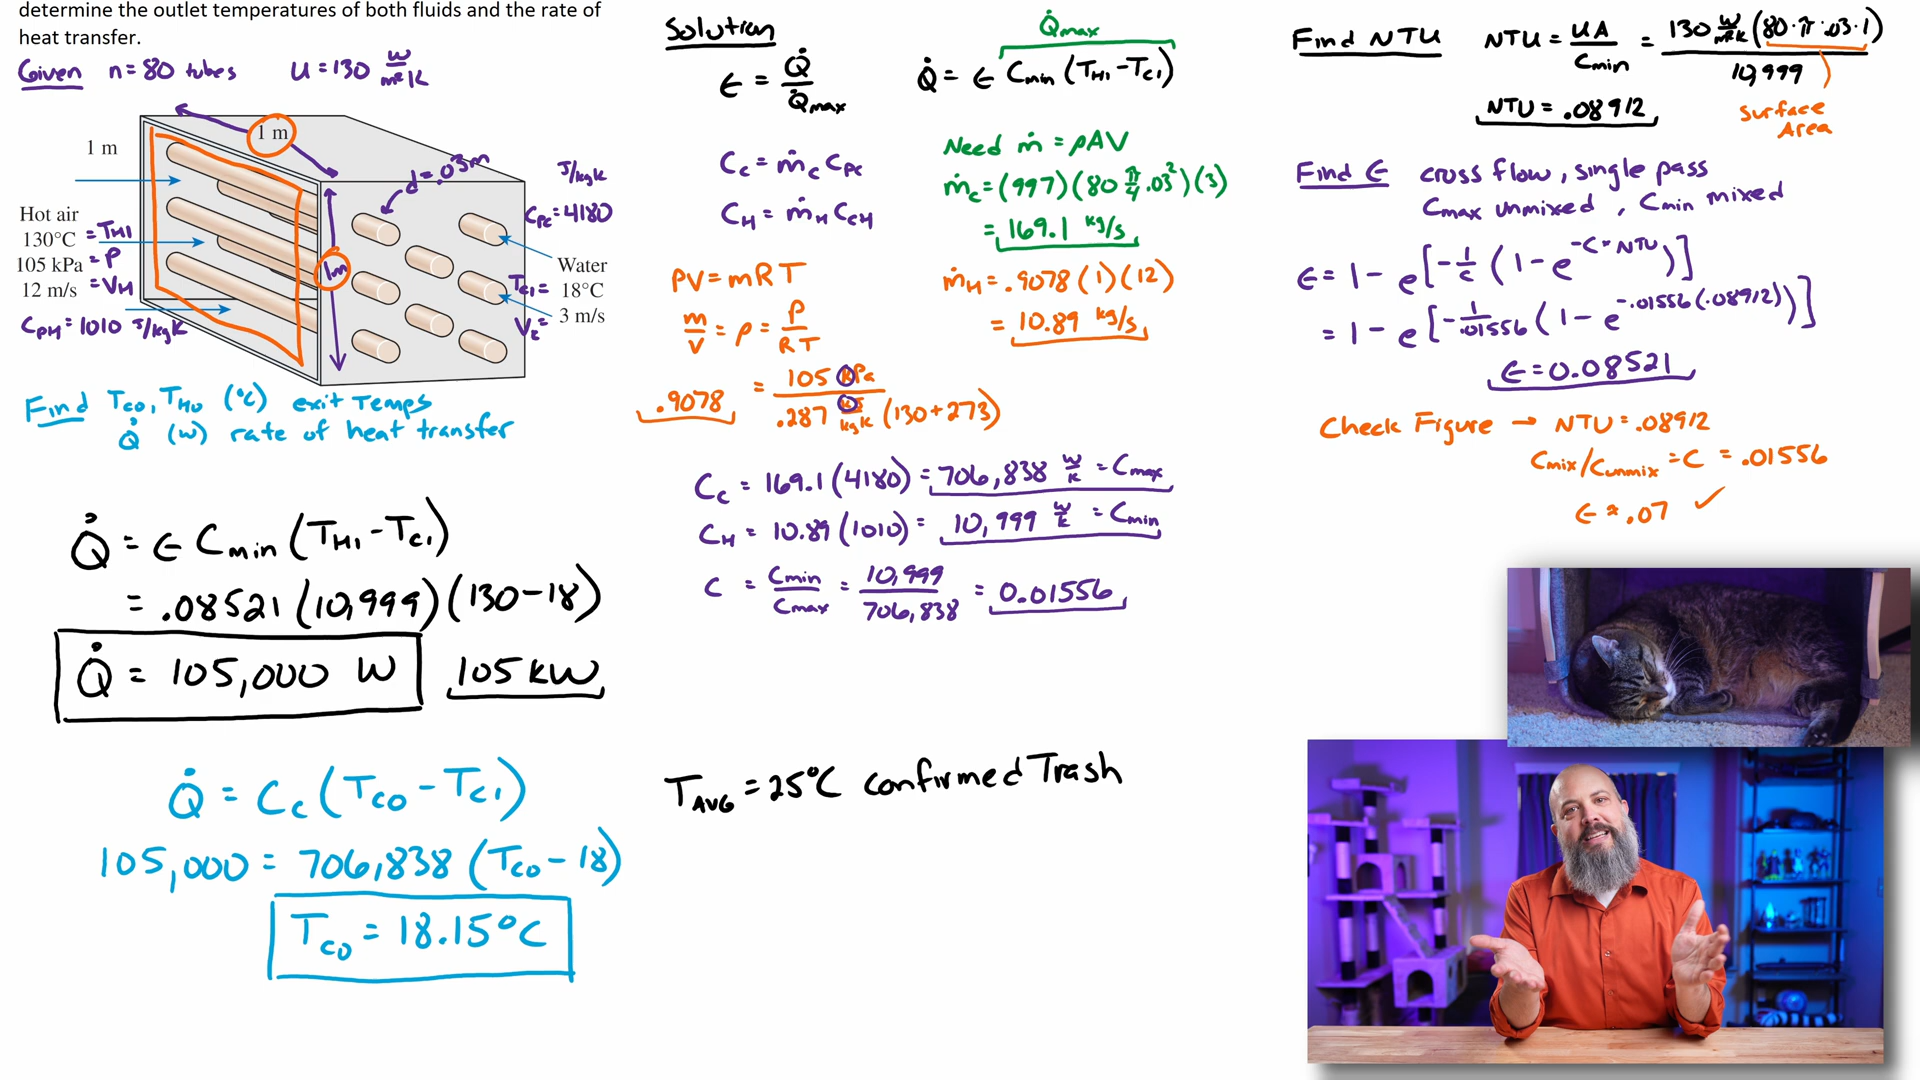 determine the outlet temperatures of both fluids and the rate of
heat transfer.
Given n=80 tubes U=130 W/m²K
1 m
1 m
d=.03m
J/kgK
Cpc=4180
Hot air
130°C = TH1
105 kPa = P
12 m/s = VH
CpH=1010 J/kgK
1m
Water
Tc1= 18°C
Vc= 3 m/s
Find Tco, THo (°C) exit Temps
Q̇ (W) rate of heat transfer
Q̇ = ϵ Cmin (TH1-Tc1)
= .08521 (10,999) (130-18)
Q̇ = 105,000 W 105 kW
Q̇ = Cc (Tco - Tc1)
105,000 = 706,838 (Tco - 18)
Tco = 18.15°C
Solution
ϵ = Q̇/Q̇max
Q̇max
Q̇ = ϵ Cmin (TH1-Tc1)
Cc = ṁc Cpc
CH = ṁH CcH
Need ṁ = ρAV
ṁc = (997)(80 π/4 .03²)(3)
= 169.1 kg/s
PV = mRT
m/V = ρ = P/RT
.9078 = 105 kPa / .287 kJ/kgK (130+273)
ṁH = .9078 (1)(12)
= 10.89 kg/s
Cc = 169.1 (4180) = 706,838 W/K = Cmax
CH = 10.89 (1010) = 10,999 W/K = Cmin
C = Cmin/Cmax = 10,999/706,838 = 0.01556
TAVG = 25°C confirmed Trash
Find NTU NTU = UA/Cmin = 130 W/m²K (80·π·.03·1) / 10,999
NTU = .08912
Surface
Area
Find ϵ cross flow, single pass
Cmax unmixed, Cmin mixed
ϵ = 1 - e[-1/c (1-e^-C*NTU)]
= 1 - e[-1/.01556 (1-e^-.01556(.08912))]
ϵ = 0.08521
Check Figure → NTU = .08912
Cmix/Cunmix = C = .01556
ϵ ≈ .07 ✓